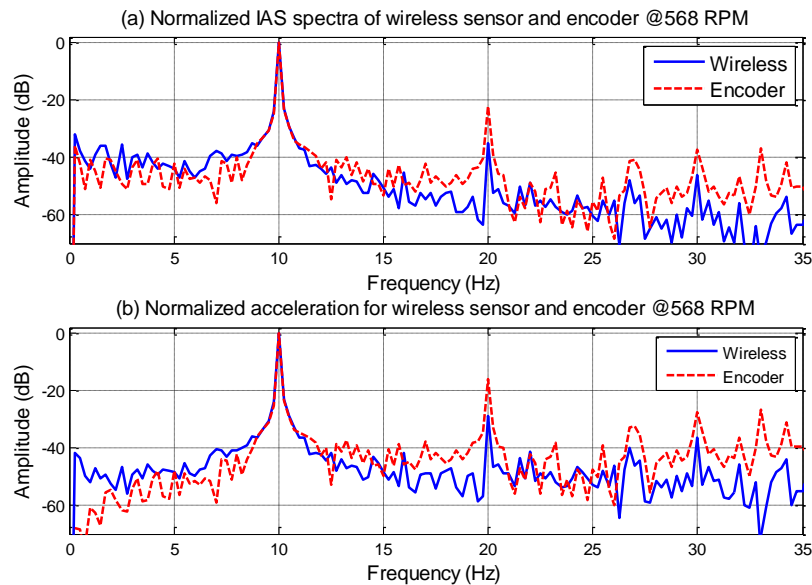 (a) Normalized IAS spectra of wireless sensor and encoder @568 RPM
Amplitude (dB)
0
-20
-40
-60
Wireless
Encoder
0 5 10 15 20 25 30 35
Frequency (Hz)
(b) Normalized acceleration for wireless sensor and encoder @568 RPM
Amplitude (dB)
0
-20
-40
-60
Wireless
Encoder
0 5 10 15 20 25 30 35
Frequency (Hz)